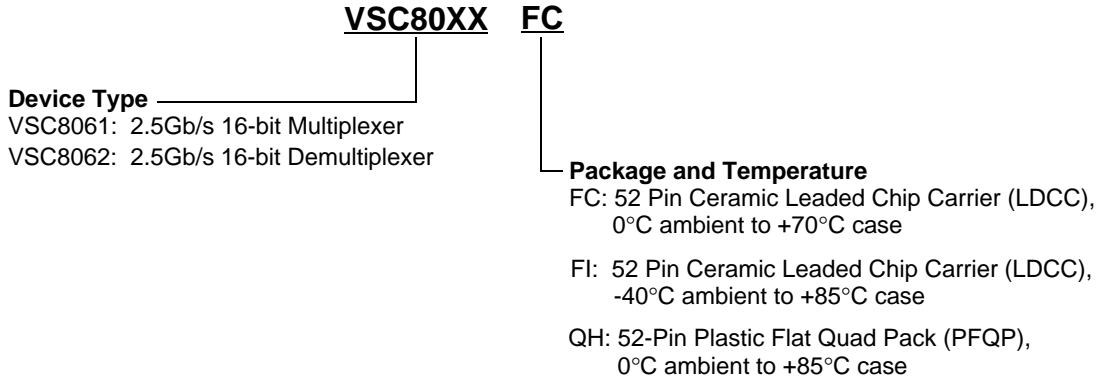 VSC80XX FC
Device Type
VSC8061: 2.5Gb/s 16-bit Multiplexer
VSC8062: 2.5Gb/s 16-bit Demultiplexer
Package and Temperature
FC: 52 Pin Ceramic Leaded Chip Carrier (LDCC),
0°C ambient to +70°C case
FI: 52 Pin Ceramic Leaded Chip Carrier (LDCC),
-40°C ambient to +85°C case
QH: 52-Pin Plastic Flat Quad Pack (PFQP),
0°C ambient to +85°C case